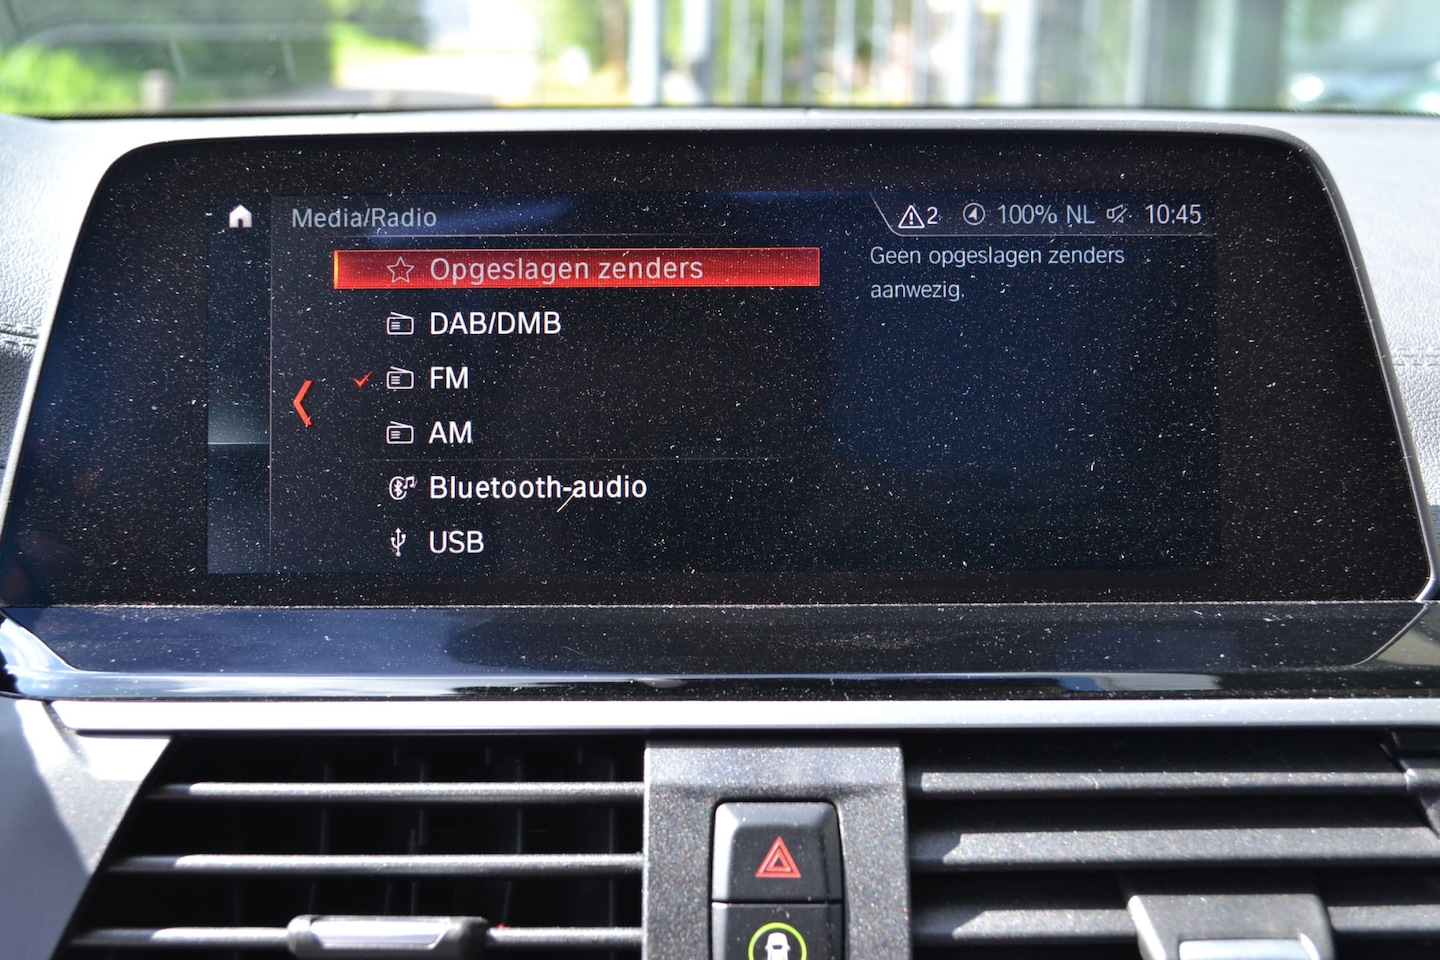 Media/Radio
2 100% NL 10:45
Opgeslagen zenders
DAB/DMB
FM
AM
Bluetooth-audio
USB
Geen opgeslagen zenders
aanwezig.